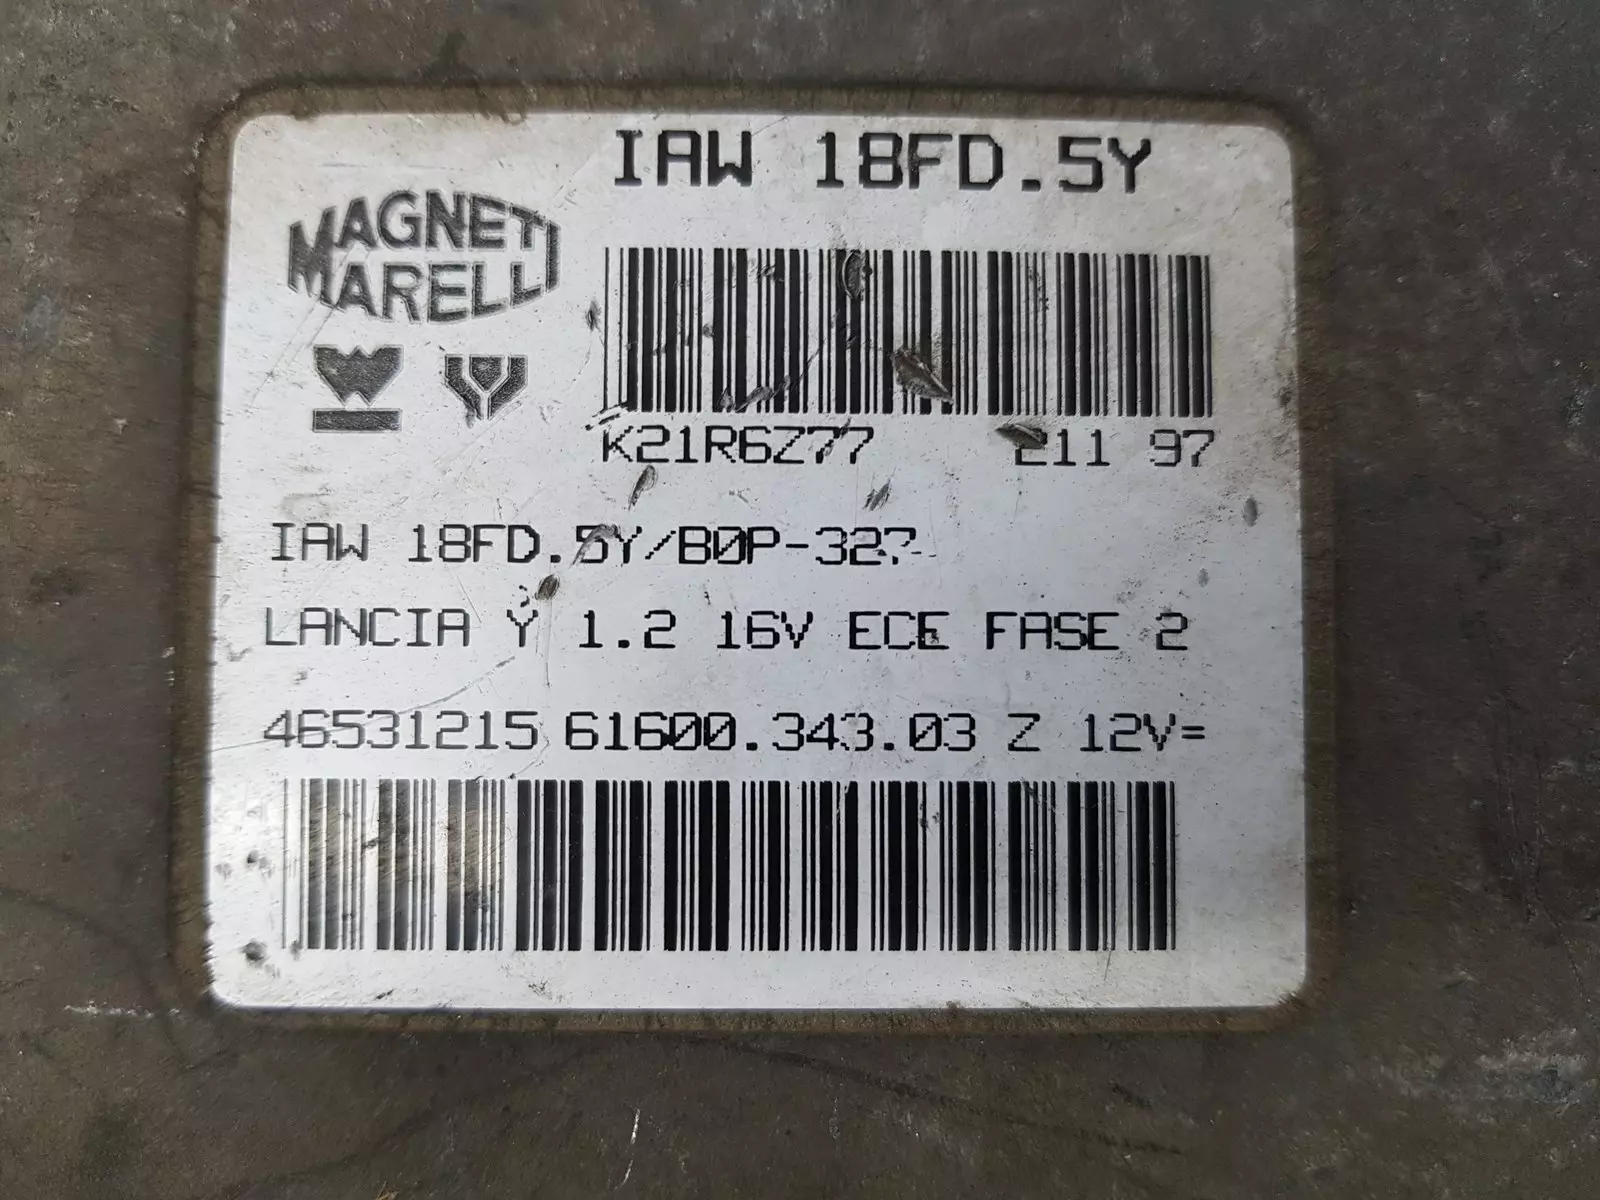 IAW 18FD.5Y
MAGNETI
MARELLI
K21R6Z77 211 97
IAW 18FD.5Y/B0P-327
LANCIA Y 1.2 16V ECE FASE 2
46531215 61600.343.03 Z 12V=